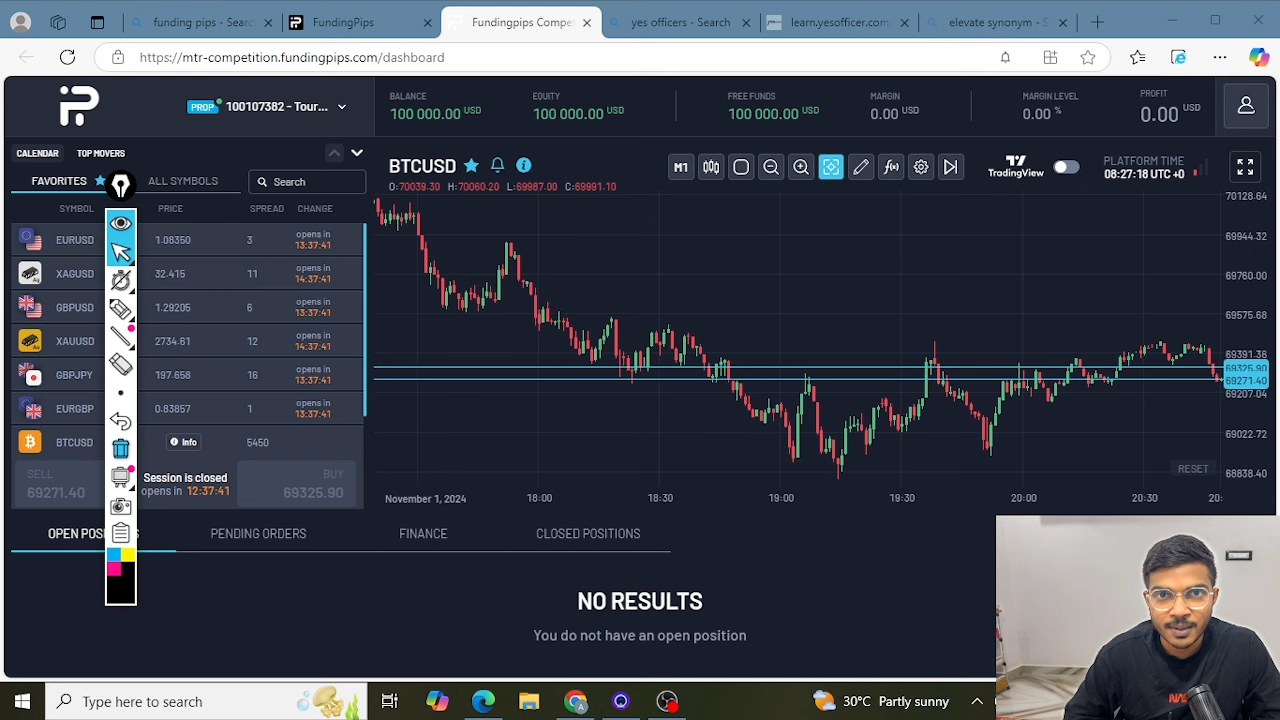 funding pips - Searc
FundingPips
Fundingpips Compe
yes officers - Search
learn.yesofficer.com
elevate synonym - S
https://mtr-competition.fundingpips.com/dashboard
PROP
100107382 - Tour...
BALANCE
100 000.00 USD
EQUITY
100 000.00 USD
FREE FUNDS
100 000.00 USD
MARGIN
0.00 USD
MARGIN LEVEL
0.00 %
PROFIT
0.00 USD
CALENDAR
TOP MOVERS
FAVORITES
ALL SYMBOLS
Search
BTCUSD
O:70039.30 H:70060.20 L:69987.00 C:69991.10
M1
TradingView
PLATFORM TIME
08:27:18 UTC +0
SYMBOL PRICE SPREAD CHANGE
EURUSD 1.08350 3 opens in 13:37:41
XAGUSD 32.415 11 opens in 14:37:41
GBPUSD 1.29205 6 opens in 13:37:41
XAUUSD 2734.61 12 opens in 14:37:41
GBPJPY 197.658 16 opens in 13:37:41
EURGBP 0.83857 1 opens in 13:37:41
BTCUSD Info 5450
SELL
69271.40
Session is closed
opens in 12:37:41
BUY
69325.90
70128.64
69944.32
69760.00
69575.68
69391.36
69325.90
69271.40
69207.04
69022.72
68838.40
RESET
November 1, 2024 18:00 18:30 19:00 19:30 20:00 20:30 20:
OPEN POS S
PENDING ORDERS
FINANCE
CLOSED POSITIONS
NO RESULTS
You do not have an open position
Type here to search
30°C Partly sunny